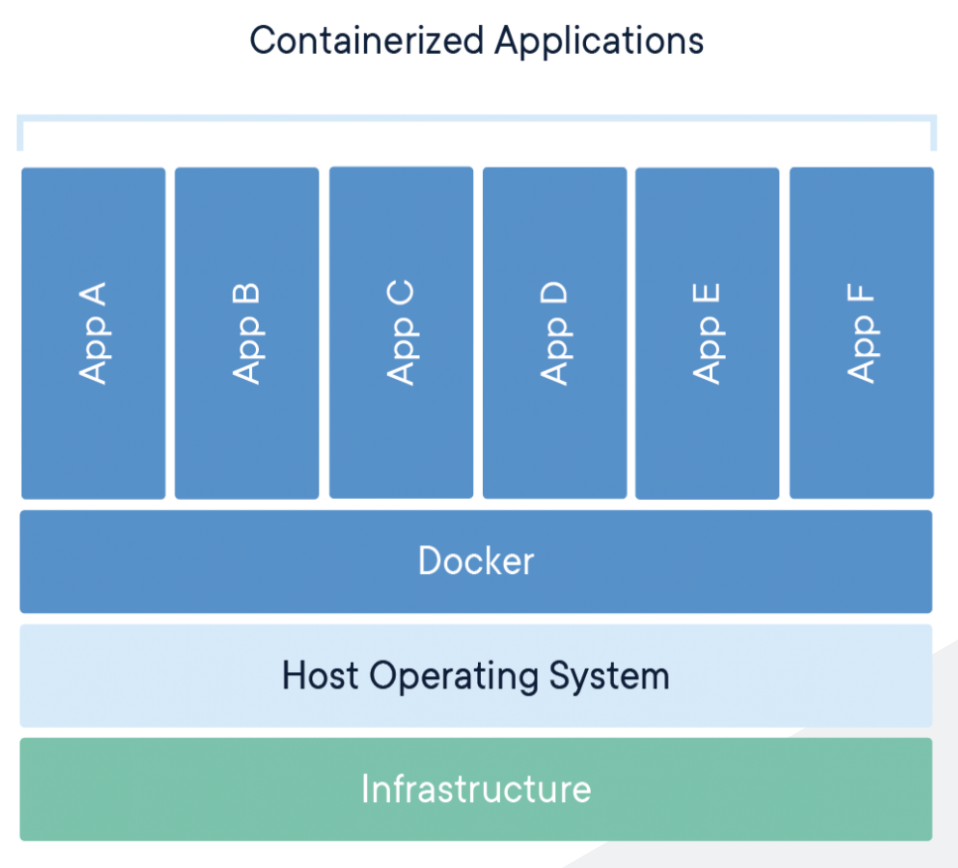 Containerized Applications
App A
App B
App C
App D
App E
App F
Docker
Host Operating System
Infrastructure